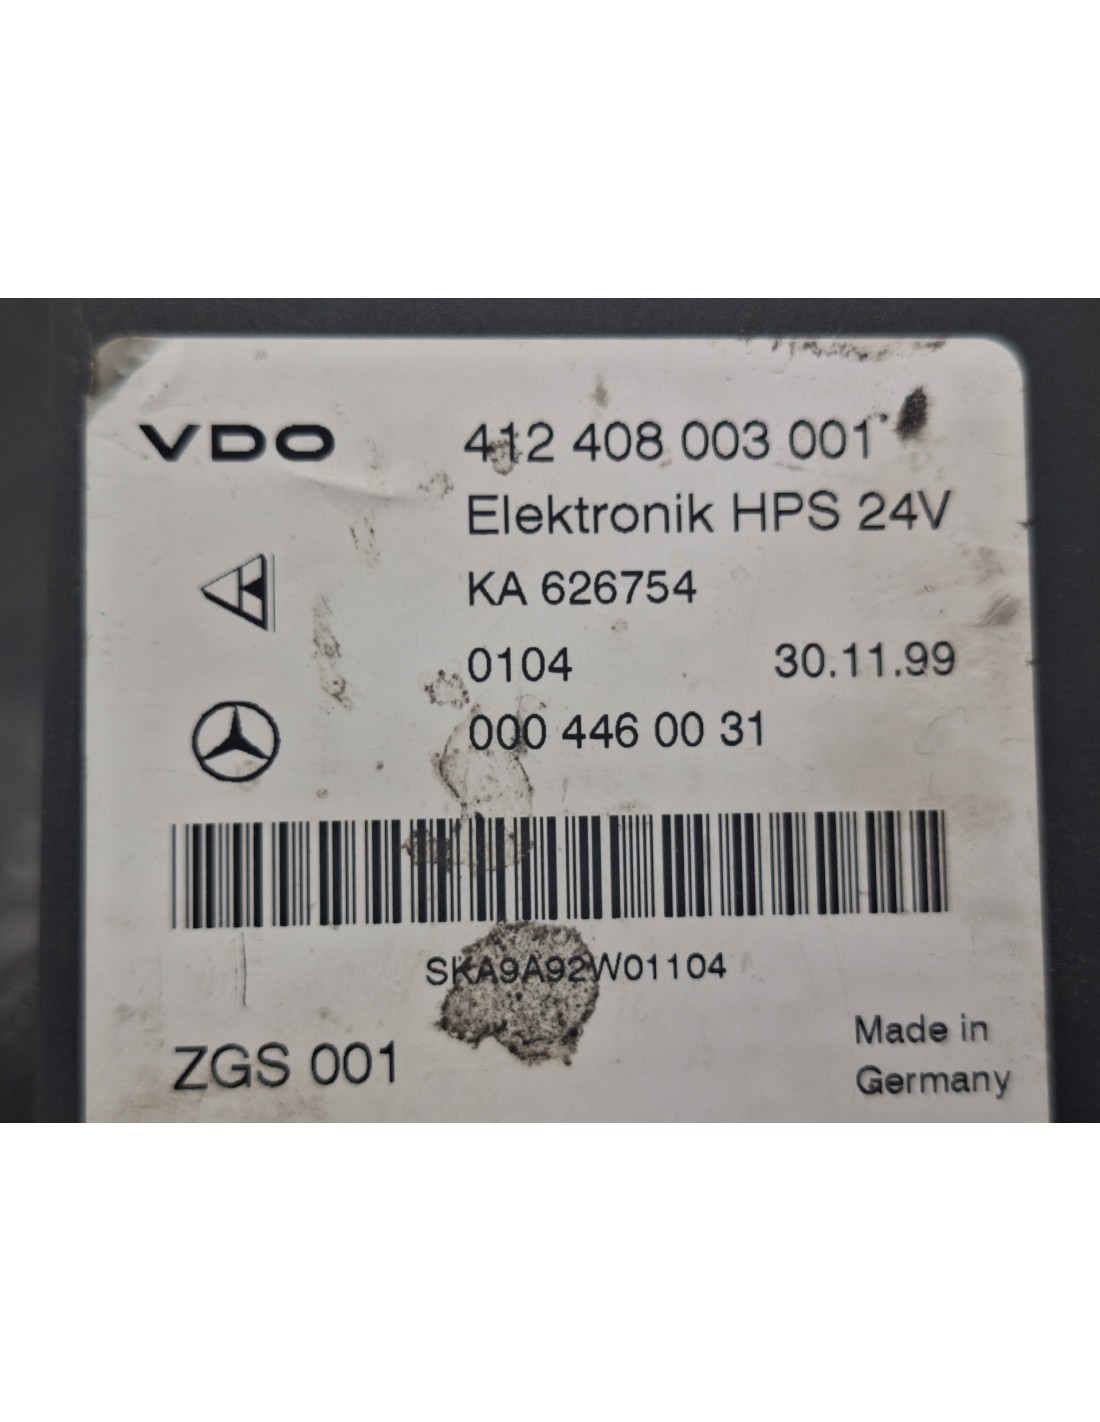 VDO 412 408 003 001
Elektronik HPS 24V
KA 626754
0104 30.11.99
000 446 00 31
SKA9A92W01104
ZGS 001
Made in
Germany